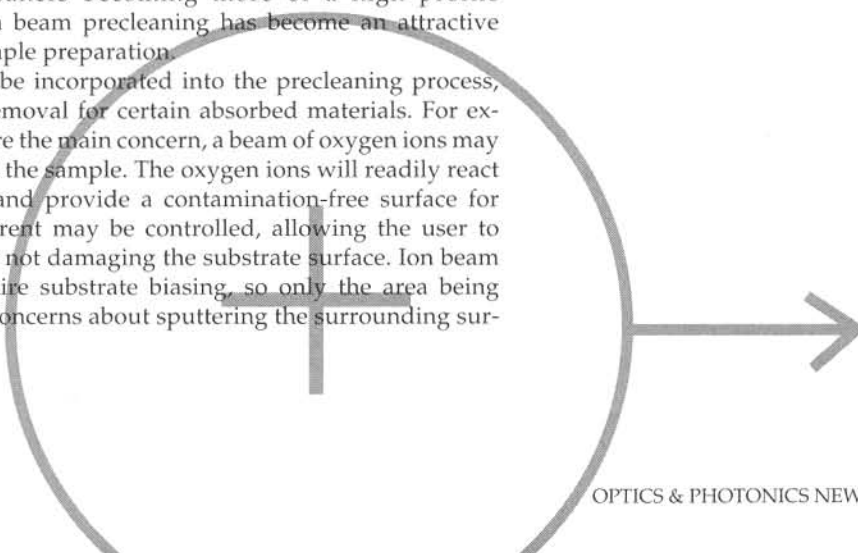 beam precleaning has become an attractive
ple preparation.
be incorporated into the precleaning process,
emoval for certain absorbed materials. For ex-
re the main concern, a beam of oxygen ions may
the sample. The oxygen ions will readily react
and provide a contamination-free surface for
rent may be controlled, allowing the user to
not damaging the substrate surface. Ion beam
ire substrate biasing, so only the area being
oncerns about sputtering the surrounding sur-
OPTICS & PHOTONICS NEW